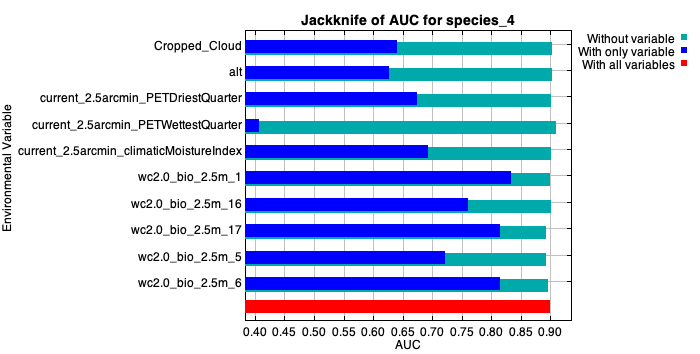 Jackknife of AUC for species_4
Without variable
With only variable
With all variables
Environmental Variable
Cropped_Cloud
alt
current_2.5arcmin_PETDriestQuarter
current_2.5arcmin_PETWettestQuarter
current_2.5arcmin_climaticMoistureIndex
wc2.0_bio_2.5m_1
wc2.0_bio_2.5m_16
wc2.0_bio_2.5m_17
wc2.0_bio_2.5m_5
wc2.0_bio_2.5m_6
0.40 0.45 0.50 0.55 0.60 0.65 0.70 0.75 0.80 0.85 0.90
AUC